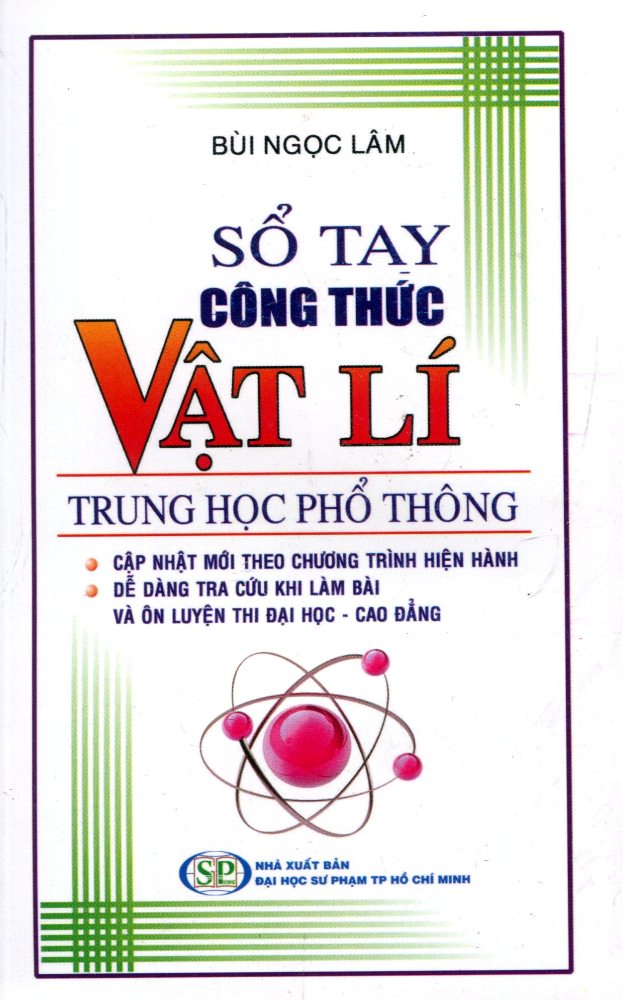 BÙI NGỌC LÂM
SỔ TAY
CÔNG THỨC
VẬT LÍ
TRUNG HỌC PHỔ THÔNG
CẬP NHẬT MỚI THEO CHƯƠNG TRÌNH HIỆN HÀNH
DỄ DÀNG TRA CỨU KHI LÀM BÀI
VÀ ÔN LUYỆN THI ĐẠI HỌC - CAO ĐẲNG
SP
NHÀ XUẤT BẢN
ĐẠI HỌC SƯ PHẠM TP HỒ CHÍ MINH